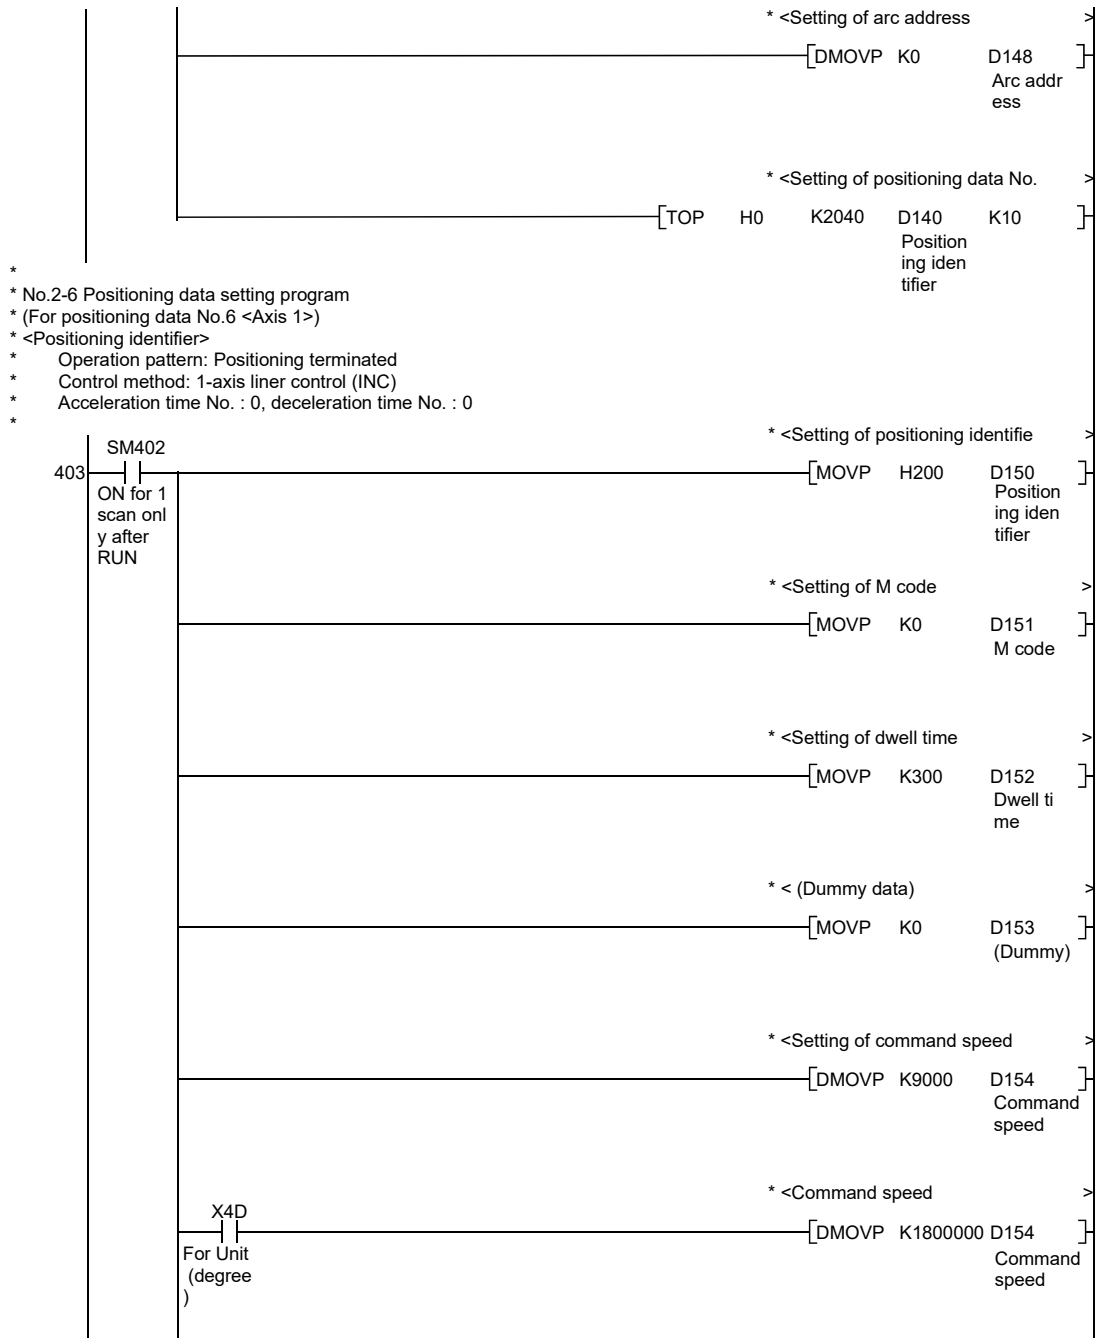 * <Setting of arc address >
[DMOVP K0 D148 ]
Arc addr
ess
* <Setting of positioning data No. >
[TOP H0 K2040 D140 K10 ]
Position
ing iden
tifier
*
* No.2-6 Positioning data setting program
* (For positioning data No.6 <Axis 1>)
* <Positioning identifier>
* Operation pattern: Positioning terminated
* Control method: 1-axis liner control (INC)
* Acceleration time No. : 0, deceleration time No. : 0
*
* <Setting of positioning identifie >
SM402
403
[MOVP H200 D150 ]
ON for 1
scan onl
y after
RUN
Position
ing iden
tifier
* <Setting of M code >
[MOVP K0 D151 ]
M code
* <Setting of dwell time >
[MOVP K300 D152 ]
Dwell ti
me
* < (Dummy data) >
[MOVP K0 D153 ]
(Dummy)
* <Setting of command speed >
[DMOVP K9000 D154 ]
Command
speed
* <Command speed >
X4D
[DMOVP K1800000 D154 ]
For Unit
(degree
)
Command
speed